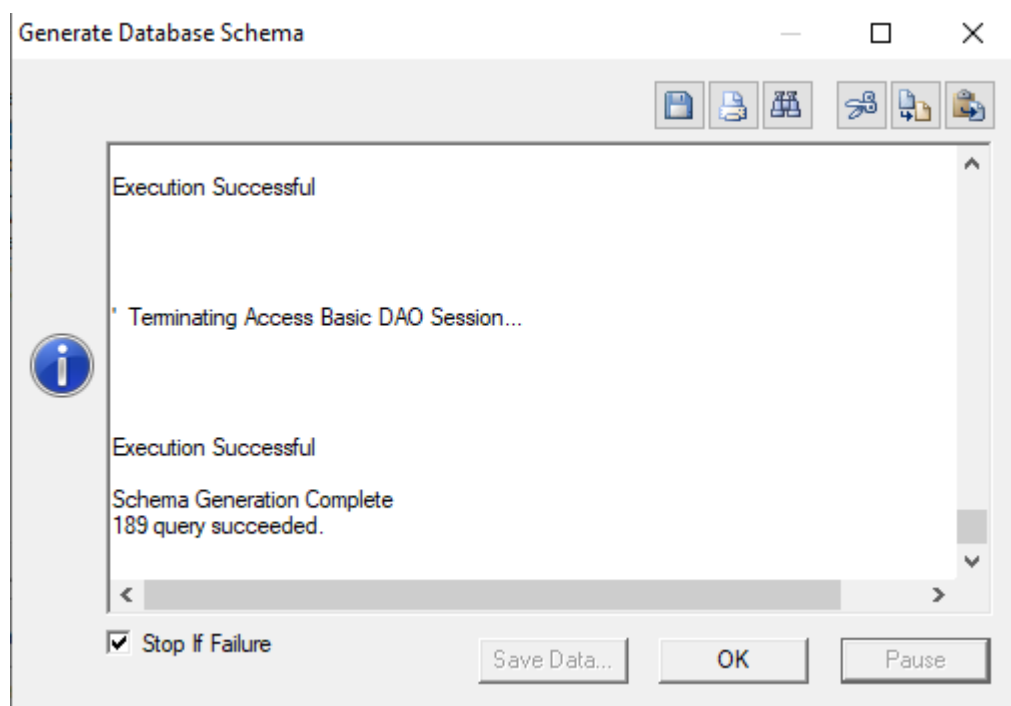 Generate Database Schema
Execution Successful
' Terminating Access Basic DAO Session...
Execution Successful
Schema Generation Complete
189 query succeeded.
Stop If Failure
Save Data...
OK
Pause